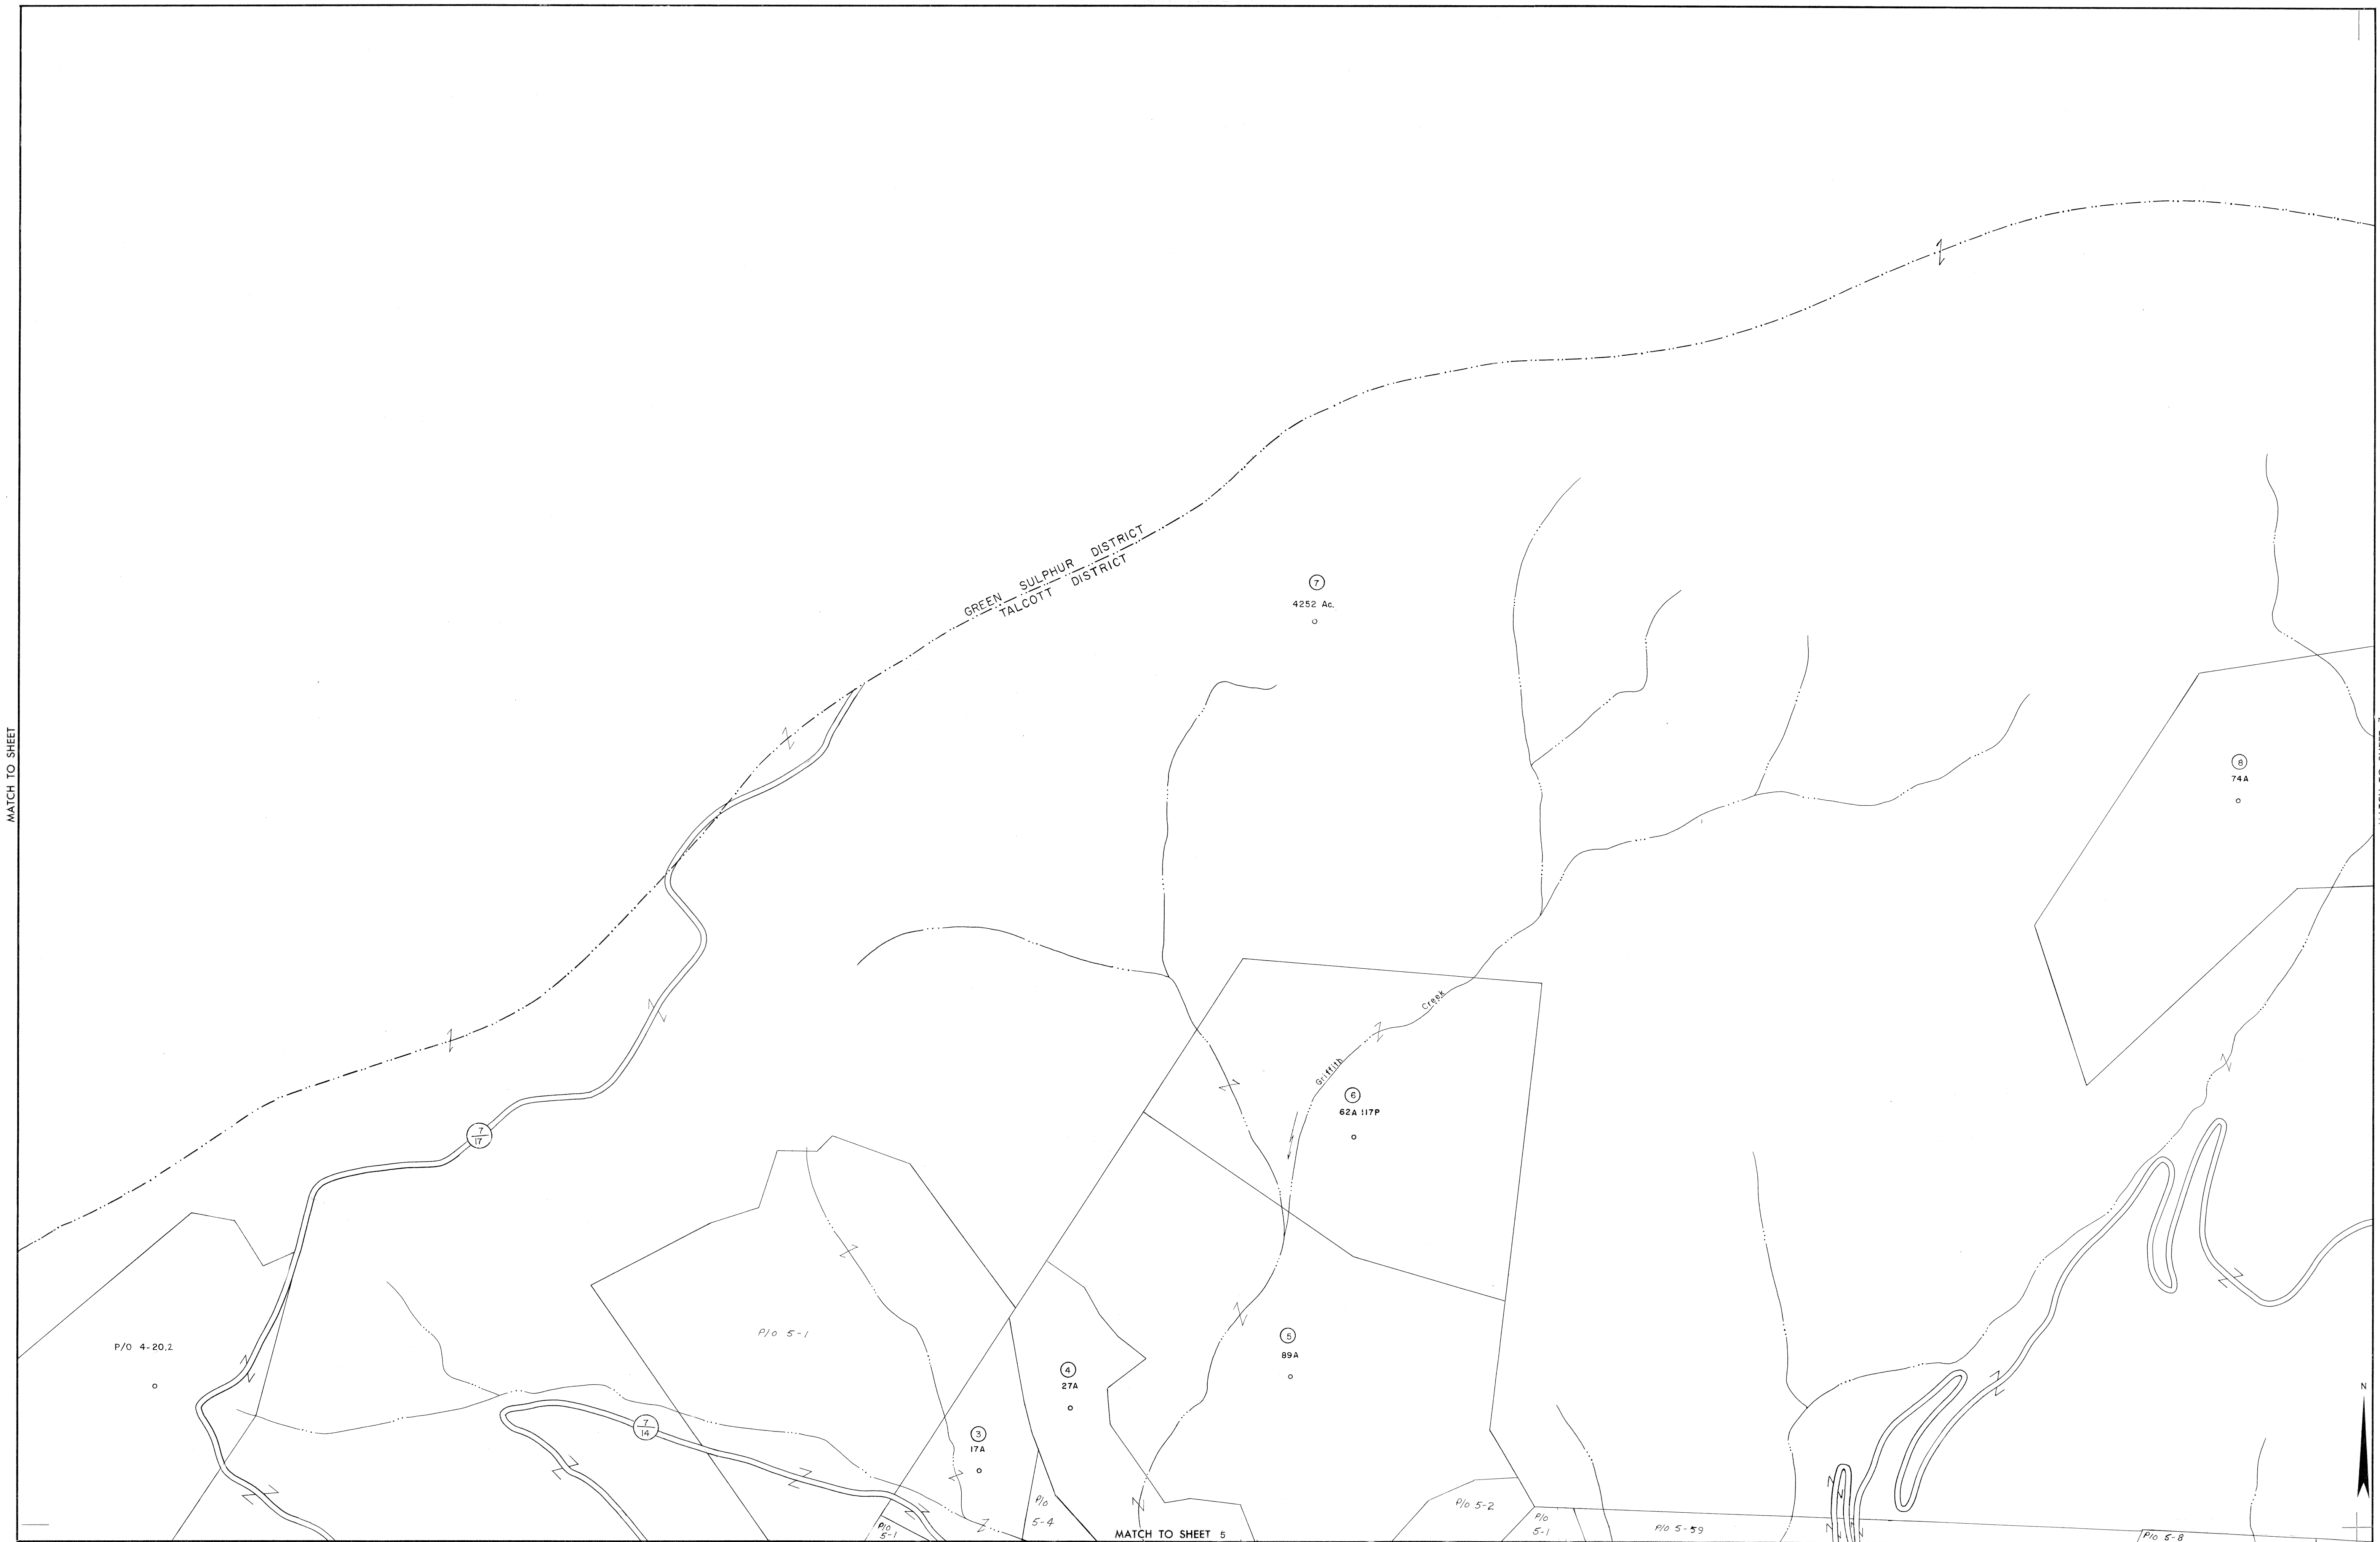 GREEN SULPHUR DISTRICT
TALCOTT DISTRICT
7
4252 Ac.
MATCH TO SHEET
8
74A
Creek
Griffith
6
62A 117P
7
17
P/O 5-1
P/O 4-20.2
5
89A
4
27A
N
7
14
3
17A
P/O
5-4
P/O 5-2
P/O
5-1
P/O
5-1
P/O 5-59
P/O 5-8
MATCH TO SHEET 5